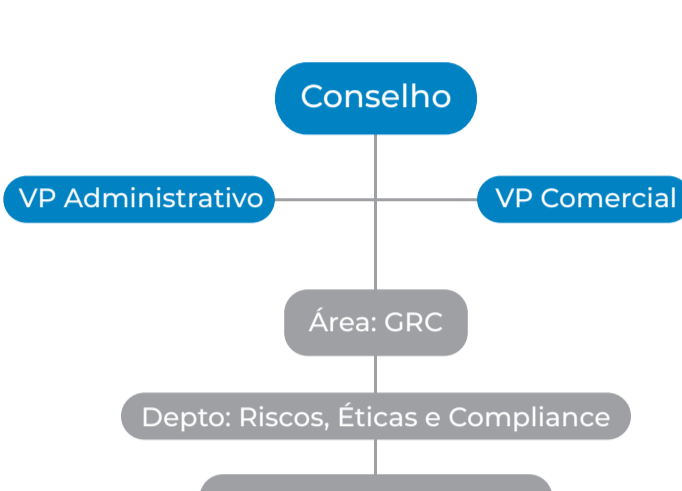 Conselho
VP Administrativo
VP Comercial
Área: GRC
Depto: Riscos, Éticas e Compliance